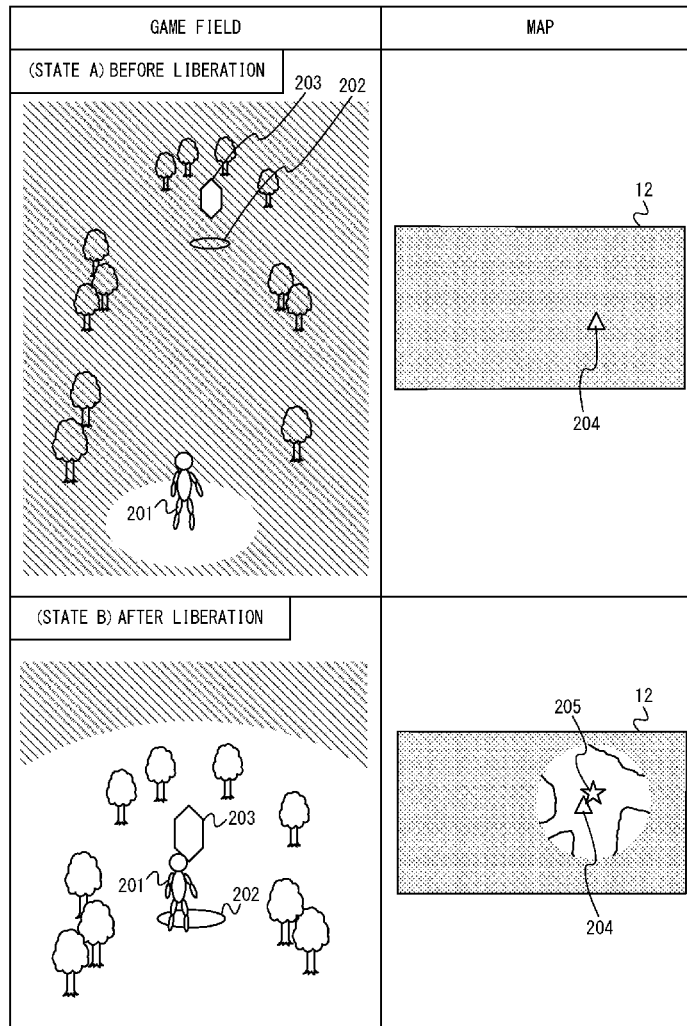 GAME FIELD
MAP
(STATE A) BEFORE LIBERATION
203
202
12
204
201
(STATE B) AFTER LIBERATION
205
12
203
201
202
204